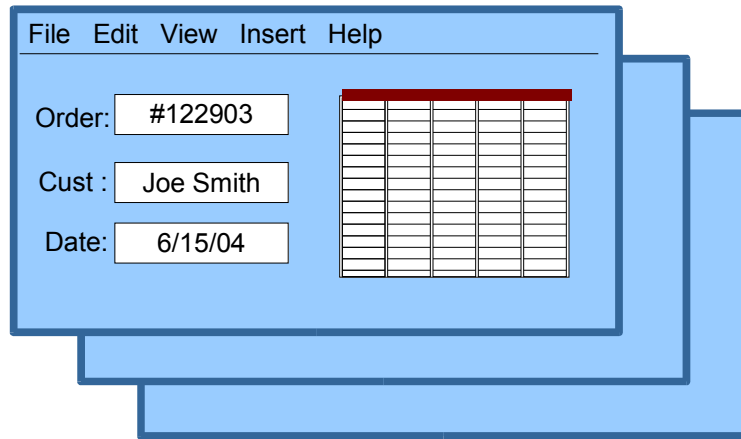 File Edit View Insert Help
Order: #122903
Cust : Joe Smith
Date: 6/15/04